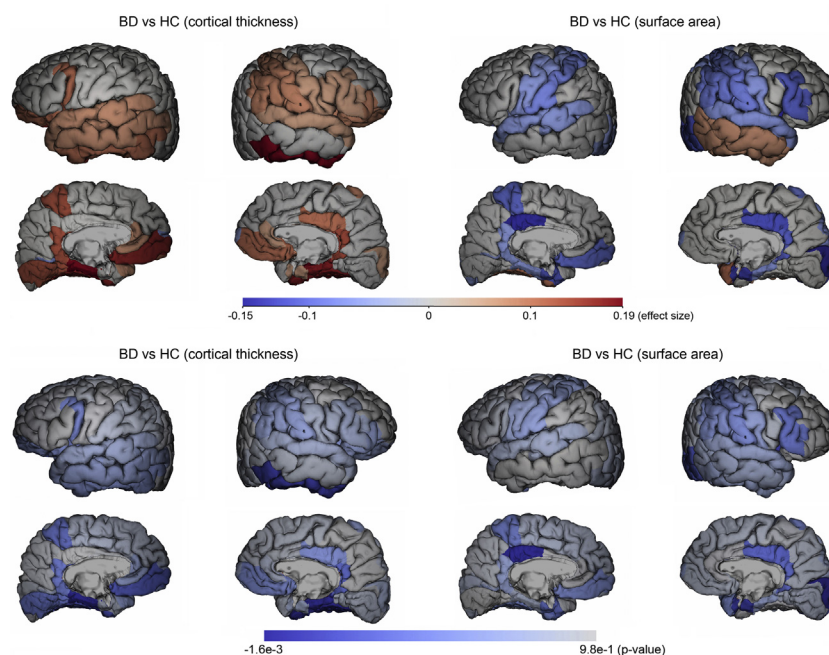 BD vs HC (cortical thickness) BD vs HC (surface area)
-0.15 -0.1 0 0.1 0.19 (effect size)
BD vs HC (cortical thickness) BD vs HC (surface area)
-1.6e-3 9.8e-1 (p-value)